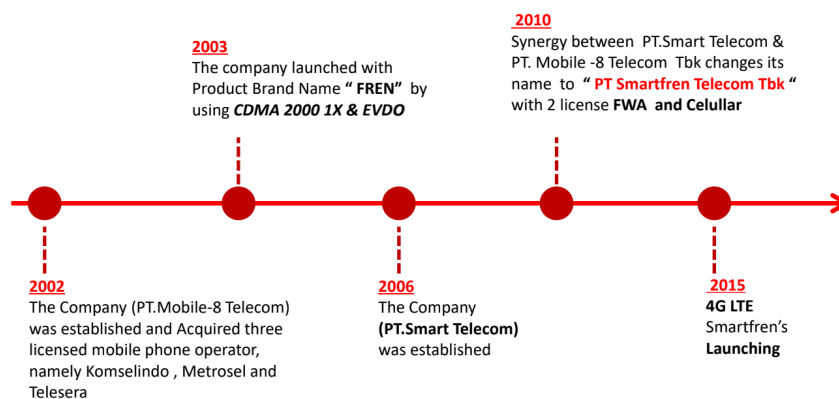 2003
The company launched with
Product Brand Name “ FREN” by
using CDMA 2000 1X & EVDO
2010
Synergy between PT.Smart Telecom &
PT. Mobile -8 Telecom Tbk changes its
name to “ PT Smartfren Telecom Tbk “
with 2 license FWA and Celullar
2002
The Company (PT.Mobile-8 Telecom)
was established and Acquired three
licensed mobile phone operator,
namely Komselindo , Metrosel and
Telesera
2006
The Company
(PT.Smart Telecom)
was established
2015
4G LTE
Smartfren’s
Launching